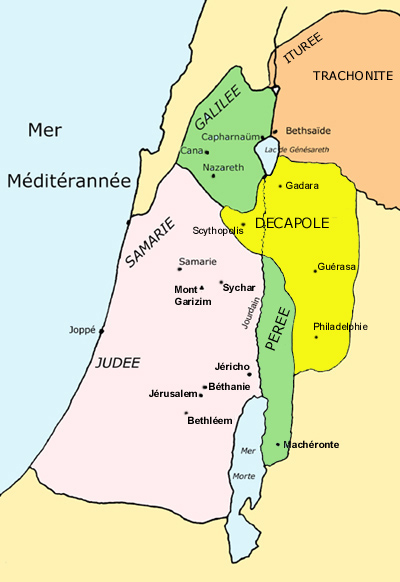 ITUREE
TRACHONITE
GALILEE
Mer
Méditérannée
Capharnaüm
Bethsaïde
Cana
Lac de Génésareth
Nazareth
Gadara
SAMARIE
Scythopolis
DECAPOLE
Samarie
Guérasa
Mont
Garizim
Sychar
Jourdain
Joppé
PEREE
Philadelphie
JUDEE
Jéricho
Béthanie
Jérusalem
Bethléem
Machéronte
Mer
Morte